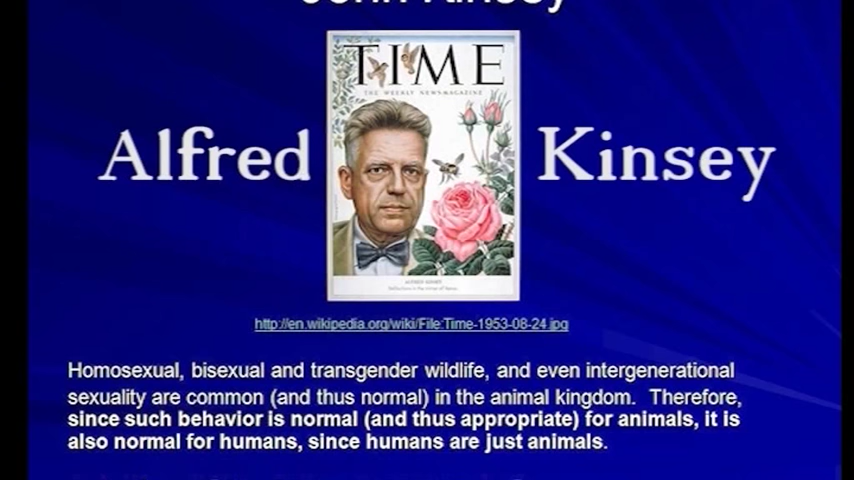 John Kinsey
TIME
THE WEEKLY NEWSMAGAZINE
Alfred Kinsey
http://en.wikipedia.org/wiki/File:Time-1953-08-24.jpg
Homosexual, bisexual and transgender wildlife, and even intergenerational
sexuality are common (and thus normal) in the animal kingdom. Therefore,
since such behavior is normal (and thus appropriate) for animals, it is
also normal for humans, since humans are just animals.